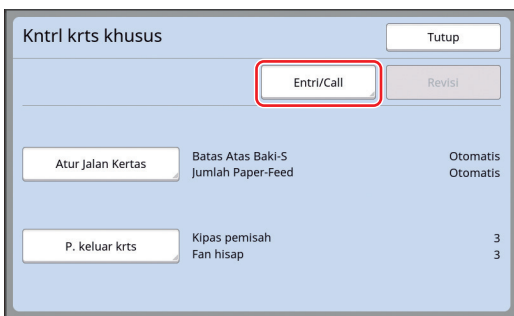 Kntrl krts khusus
Tutup
Entri/Call
Revisi
Atur Jalan Kertas
Batas Atas Baki-S
Otomatis
Jumlah Paper-Feed
Otomatis
P. keluar krts
Kipas pemisah
3
Fan hisap
3